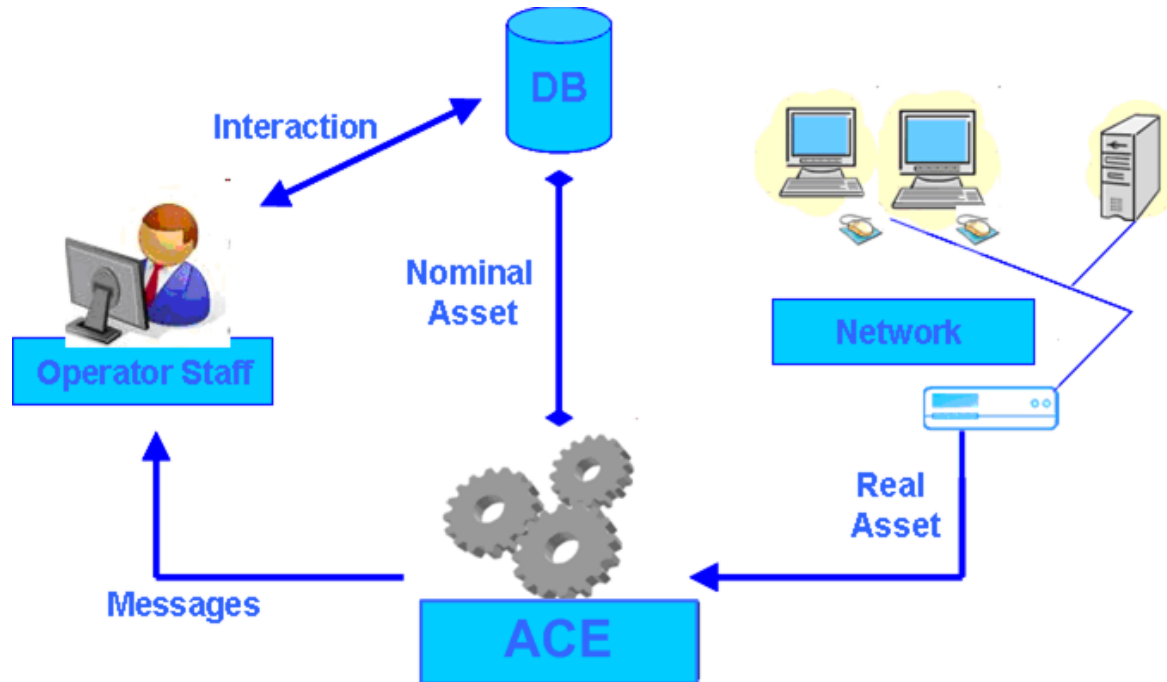 DB
Interaction
Nominal
Asset
Network
Operator Staff
Real
Asset
Messages
ACE